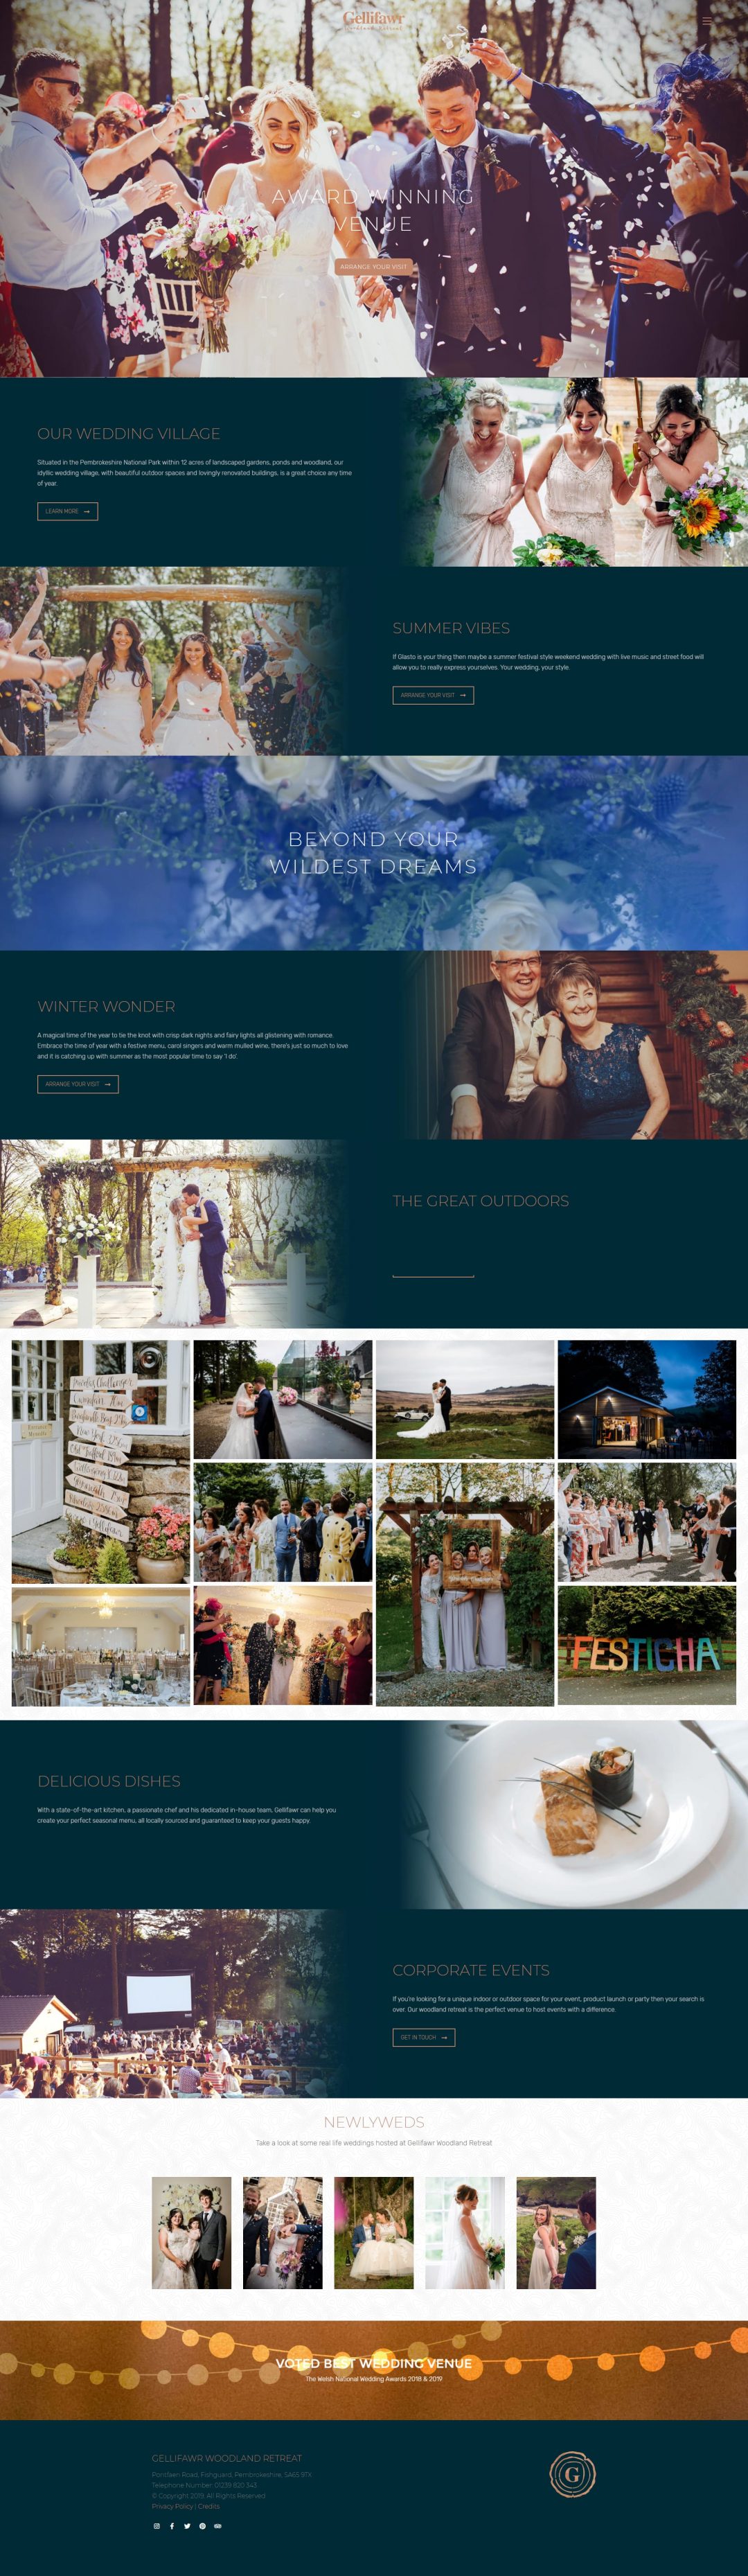 Gellifawr
AWARD WINNING
VENUE
ARRANGE YOUR VISIT
OUR WEDDING VILLAGE
Situated in the Pembrokeshire National Park within 12 acres of landscaped gardens, ponds and woodland, our
idyllic wedding village, with beautiful outdoor spaces and lovingly renovated buildings, is a great choice any time
of year.
LEARN MORE →
SUMMER VIBES
If Glasto is your thing then maybe a summer festival style weekend wedding with live music and street food will
allow you to really express yourselves. Your wedding, your style.
ARRANGE YOUR VISIT →
BEYOND YOUR
WILDEST DREAMS
WINTER WONDER
A magical time of the year to tie the knot with crisp dark nights and fairy lights all glistening with romance.
Embrace the time of year with a festive menu, carol singers and warm mulled wine, there's just so much to love
and it is catching up with summer as the most popular time to say 'I do'.
ARRANGE YOUR VISIT →
THE GREAT OUTDOORS
New York
FESTICHA
DELICIOUS DISHES
With a state-of-the-art kitchen, a passionate chef and his dedicated in-house team, Gellifawr can help you
create your perfect seasonal menu, all locally sourced and guaranteed to keep your guests happy.
CORPORATE EVENTS
If you're looking for a unique indoor or outdoor space for your event, product launch or party then your search is
over. Our woodland retreat is the perfect venue to host events with a difference.
GET IN TOUCH →
NEWLYWEDS
Take a look at some real life weddings hosted at Gellifawr Woodland Retreat
VOTED BEST WEDDING VENUE
The Welsh National Wedding Awards 2018 & 2019
GELLIFAWR WOODLAND RETREAT
Pontfaen Road, Fishguard, Pembrokeshire, SA65 9TX
Telephone Number: 01239 820 343
© Copyright 2019. All Rights Reserved
Privacy Policy | Credits
G